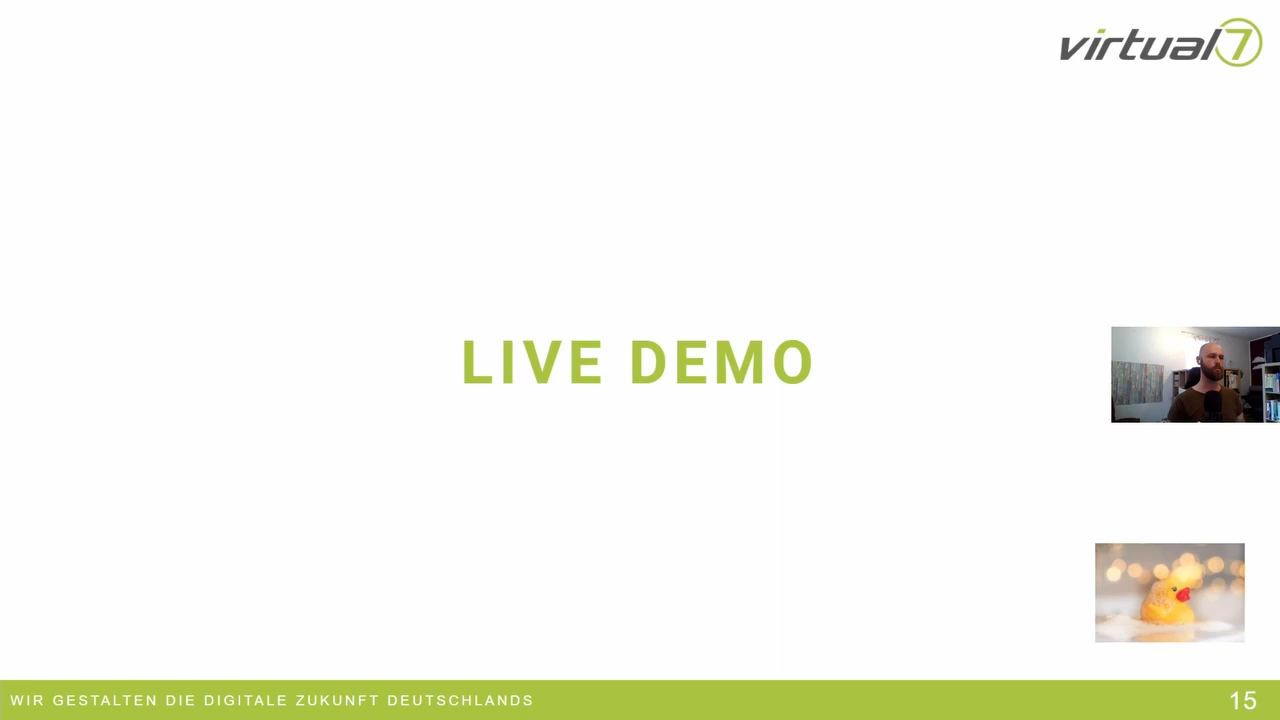 virtual7
LIVE DEMO
WIR GESTALTEN DIE DIGITALE ZUKUNFT DEUTSCHLANDS
15